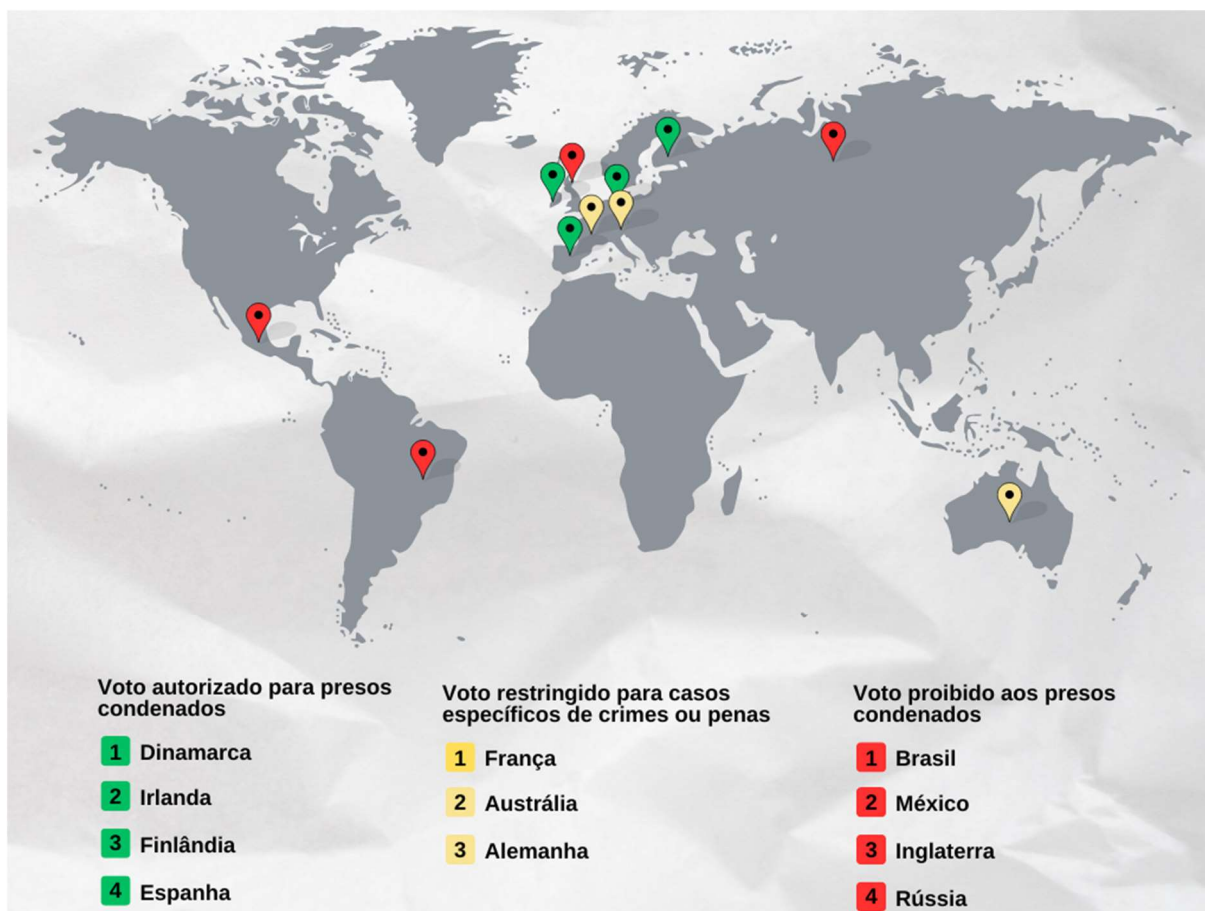 Voto autorizado para presos
condenados
1 Dinamarca
2 Irlanda
3 Finlândia
4 Espanha
Voto restringido para casos
específicos de crimes ou penas
1 França
2 Austrália
3 Alemanha
Voto proibido aos presos
condenados
1 Brasil
2 México
3 Inglaterra
4 Rússia